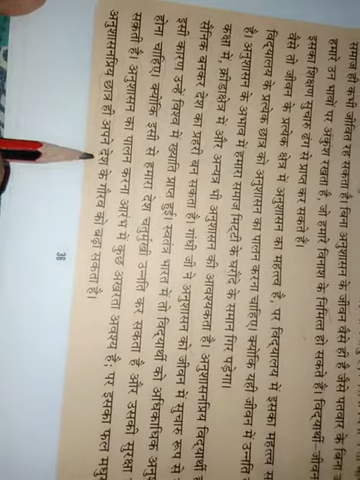 समाज ही कभी जीवित रह सकता है। बिना अनुशासन के जीवन वैसे ही है जैसे पतवार के बिना
हमारे उन भावों पर अंकुश रखता है, जो हमारे विनाश के निमित्त हो सकते हैं। विद्यार्थी-जीवन
इसका शिक्षण सुचारु ढंग से प्राप्त कर सकते हैं।
वैसे तो जीवन के प्रत्येक क्षेत्र में अनुशासन का महत्त्व है, पर विद्यालय में इसका महत्त्व
विद्यालय के प्रत्येक छात्र को अनुशासन का पालन करना चाहिए। क्योंकि यही जीवन में उन्नति
है। अनुशासन के अभाव में हमारा समाज मिट्टी के घरौंदे के समान गिर पड़ेगा।
कक्षा में, क्रीडाक्षेत्र में और अन्यत्र भी अनुशासन की आवश्यकता है। अनुशासनप्रिय विद्यार्थी
सैनिक बनकर देश का प्रहरी बन सकता है। गांधी जी ने अनुशासन को जीवन में सुचारु रूप से
इसी कारण उन्हें विश्व में ख्याति प्राप्त हुई। स्वतंत्र भारत में तो विद्यार्थी को अधिकाधिक
होना चाहिए। क्योंकि इसी से हमारा देश चतुर्मुखी उन्नति कर सकता है और उसकी सुरक्षा
सकती है। अनुशासन का पालन करना आरंभ में कुछ अखरता अवश्य है; पर इसका फल
अनुशासनप्रिय छात्र ही अपने देश के गौरव को बढ़ा सकता है।
36